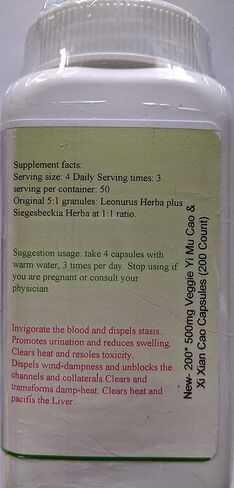 Supplement facts:
Serving size: 4 Daily Serving times: 3
serving per container: 50
Original 5:1 granules: Leonurus Herba plus
Siegesbeckia Herba at 1:1 ratio.
Suggestion usage: take 4 capsules with
warm water, 3 times per day. Stop using if
you are pregnant or consult your
physician.
Invigorate the blood and dispels stasis.
Promotes urination and reduces swelling.
Clears heat and resoles toxicity.
Dispels wind-dampness and unblocks the
channels and collaterals.Clears and
tramsforms damp-heat. Clears heat and
pacifis the Liver.
New- 200* 500mg Veggie Yi Mu Cao &
Xi Xian Cao Capsules (200 Count)